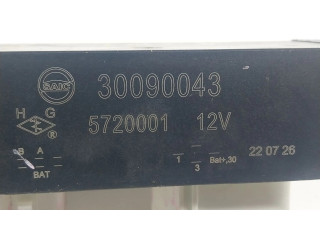 SAIC 30090043
H G ® 5720001 12V
B A
BAT
1 3 Bat+,30 22 07 26